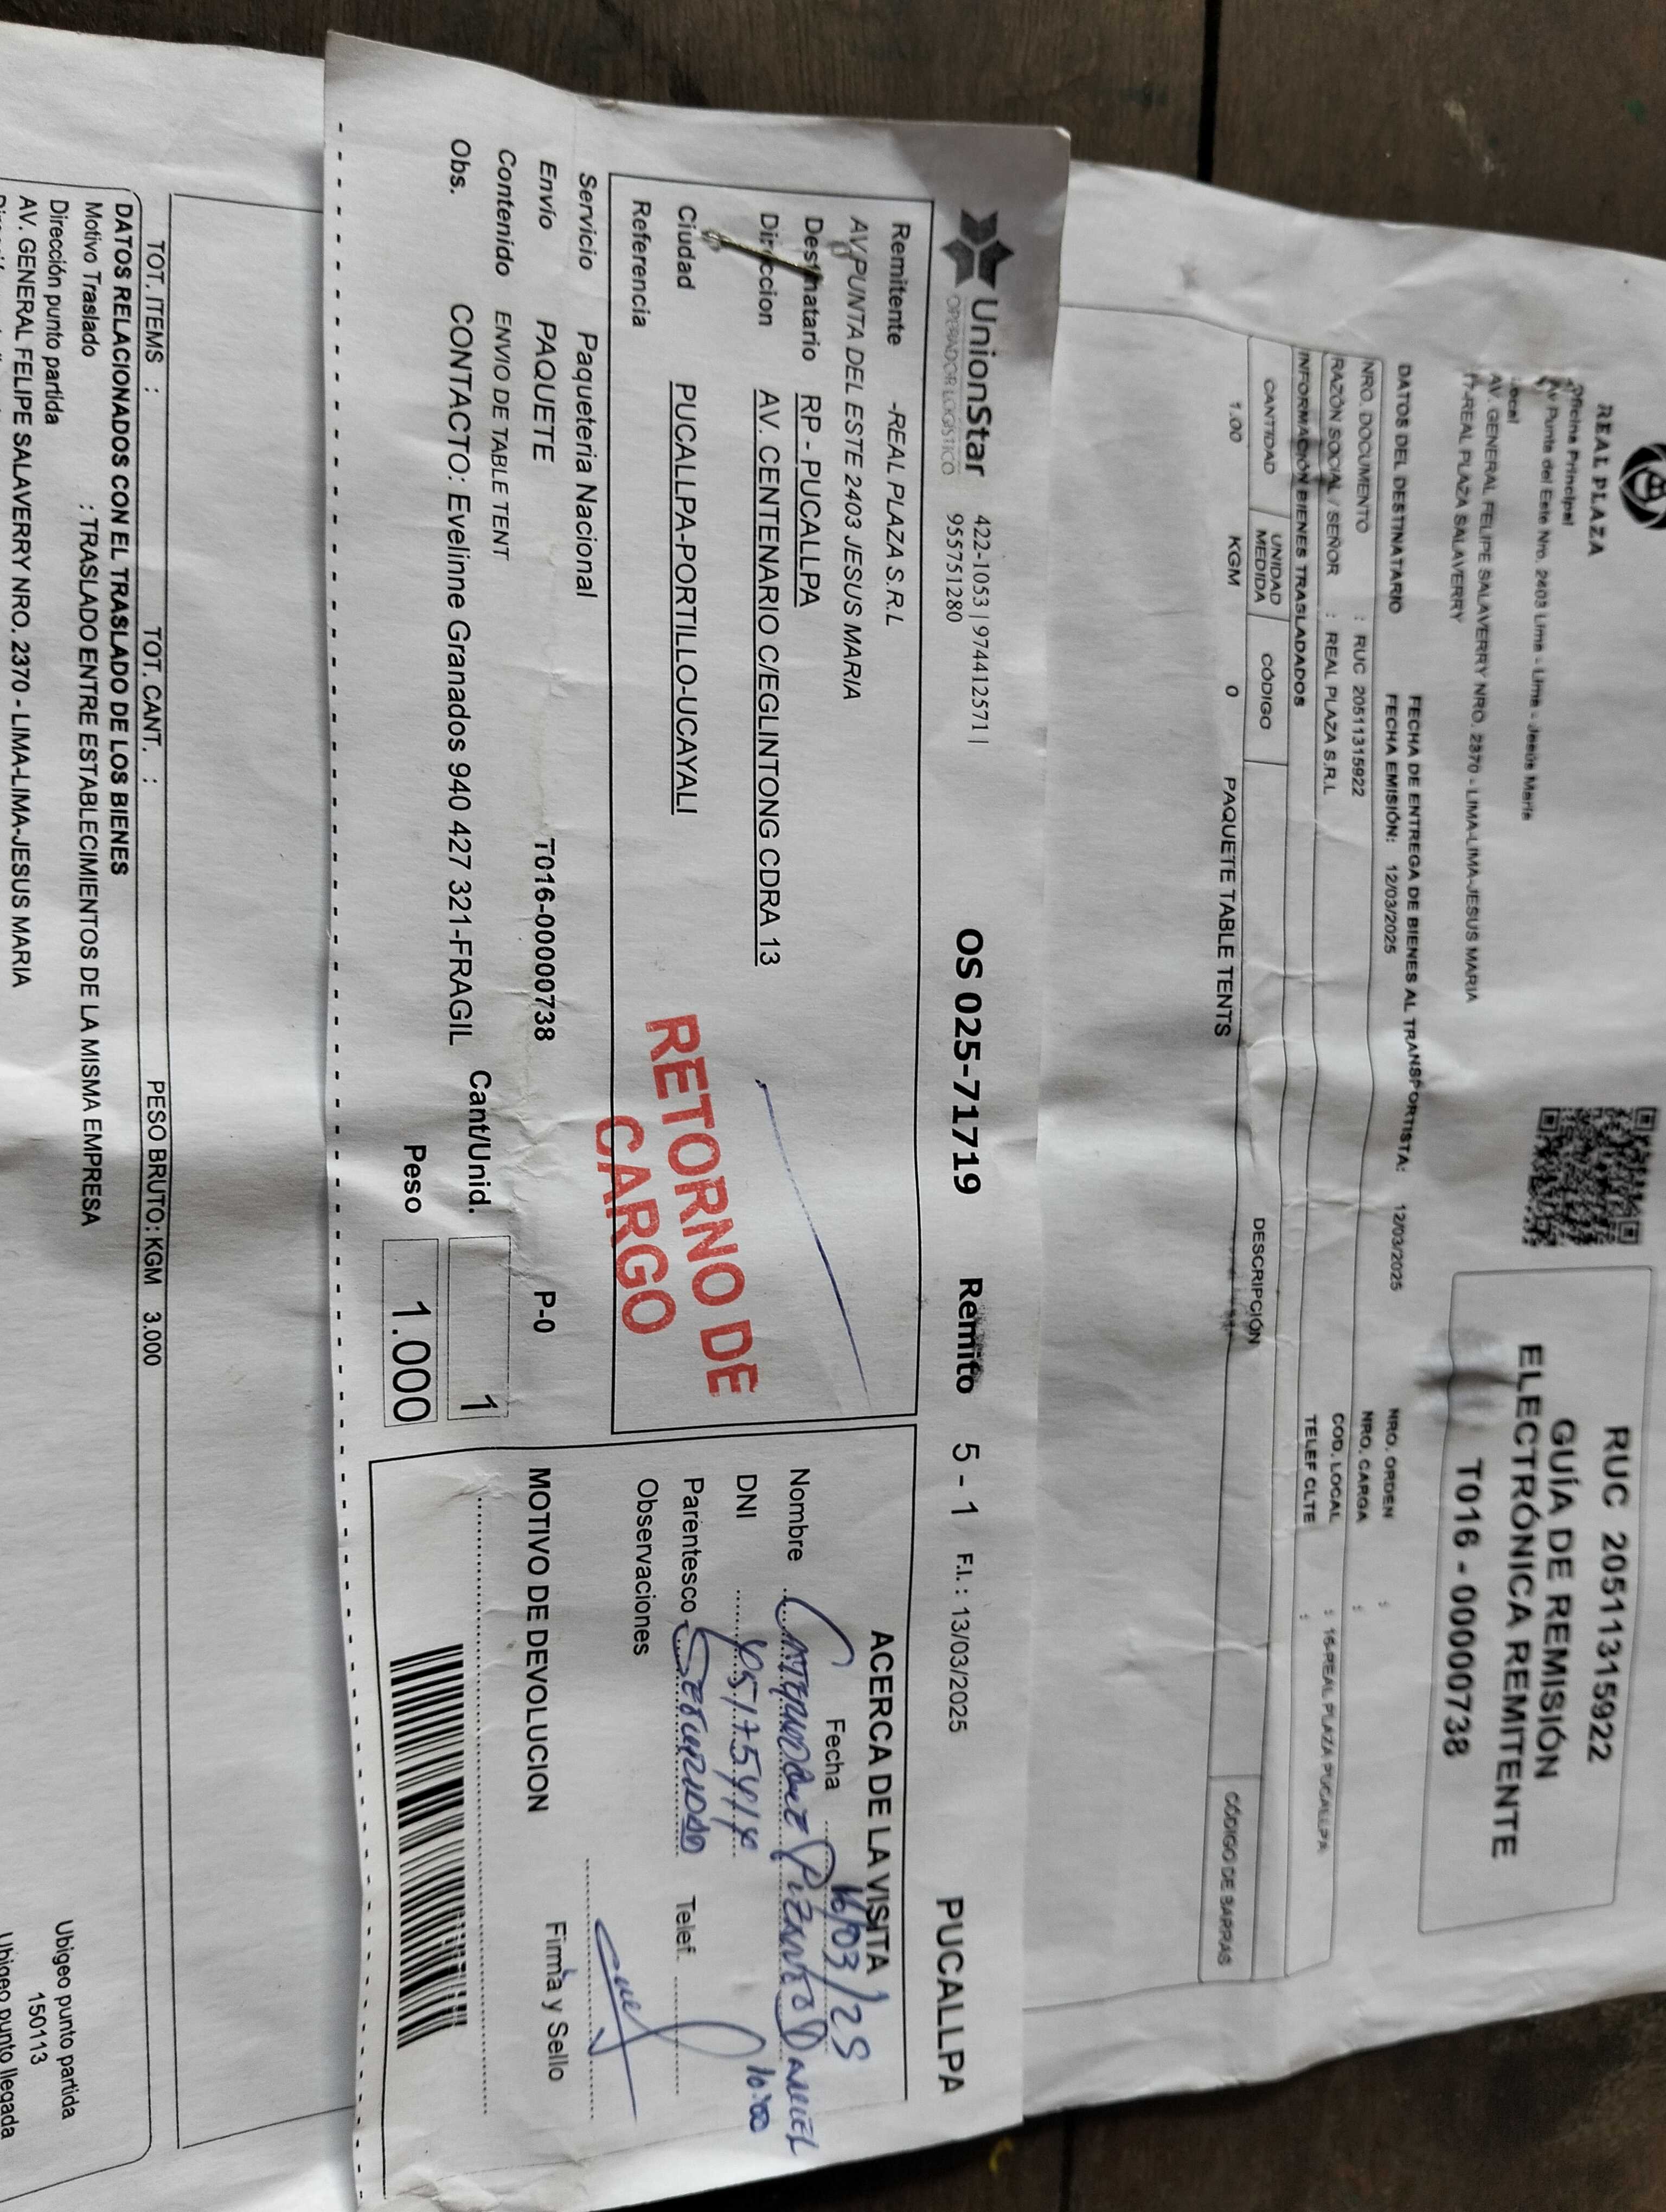 REAL PLAZA
Oficina Principal
Av Punta del Este Nro. 2403 Lima - Lima - Jesús Maria
Local
AV. GENERAL FELIPE SALAVERRY NRO. 2370 - LIMA-LIMA-JESUS MARIA
17-REAL PLAZA SALAVERRY
RUC 20511315922
GUÍA DE REMISIÓN
ELECTRÓNICA REMITENTE
T016 - 00000738
FECHA DE ENTREGA DE BIENES AL TRANSPORTISTA: 12/03/2025
DATOS DEL DESTINATARIO
FECHA EMISIÓN: 12/03/2025
NRO. ORDEN :
NRO. DOCUMENTO : RUC 20511315922
NRO. CARGA :
RAZÓN SOCIAL / SEÑOR : REAL PLAZA S.R.L
COD. LOCAL : 16-REAL PLAZA PUCALLPA
TELEF CLTE :
INFORMACIÓN BIENES TRASLADADOS
CANTIDAD UNIDAD MEDIDA CÓDIGO DESCRIPCIÓN CÓDIGO DE BARRAS
1.00 KGM 0 PAQUETE TABLE TENTS
UnionStar
OPERADOR LOGISTICO
422-1053 | 974412571 |
955751280
OS 025-71719 Remito 5 - 1 F.I. : 13/03/2025 PUCALLPA
Remitente -REAL PLAZA S.R.L
AV PUNTA DEL ESTE 2403 JESUS MARIA
Destinatario RP - PUCALLPA
Direccion AV. CENTENARIO C/EGLINTONG CDRA 13
Ciudad PUCALLPA-PORTILLO-UCAYALI
Referencia
RETORNO DE
CARGO
Servicio Paqueteria Nacional
Envío PAQUETE T016-00000738 P-0
Contenido ENVIO DE TABLE TENT
Cant/Unid. 1
Obs. CONTACTO: Evelinne Granados 940 427 321-FRAGIL
Peso 1.000
ACERCA DE LA VISITA
Fecha 16/03/25
Nombre Daniel
DNI 45175414 10:00
Parentesco Seguridad Telef.
Observaciones
Firma y Sello
MOTIVO DE DEVOLUCION
TOT. ITEMS : TOT. CANT. : PESO BRUTO: KGM 3.000
DATOS RELACIONADOS CON EL TRASLADO DE LOS BIENES
Motivo Traslado : TRASLADO ENTRE ESTABLECIMIENTOS DE LA MISMA EMPRESA
Dirección punto partida Ubigeo punto partida
AV. GENERAL FELIPE SALAVERRY NRO. 2370 - LIMA-LIMA-JESUS MARIA 150113
Ubigeo punto llegada